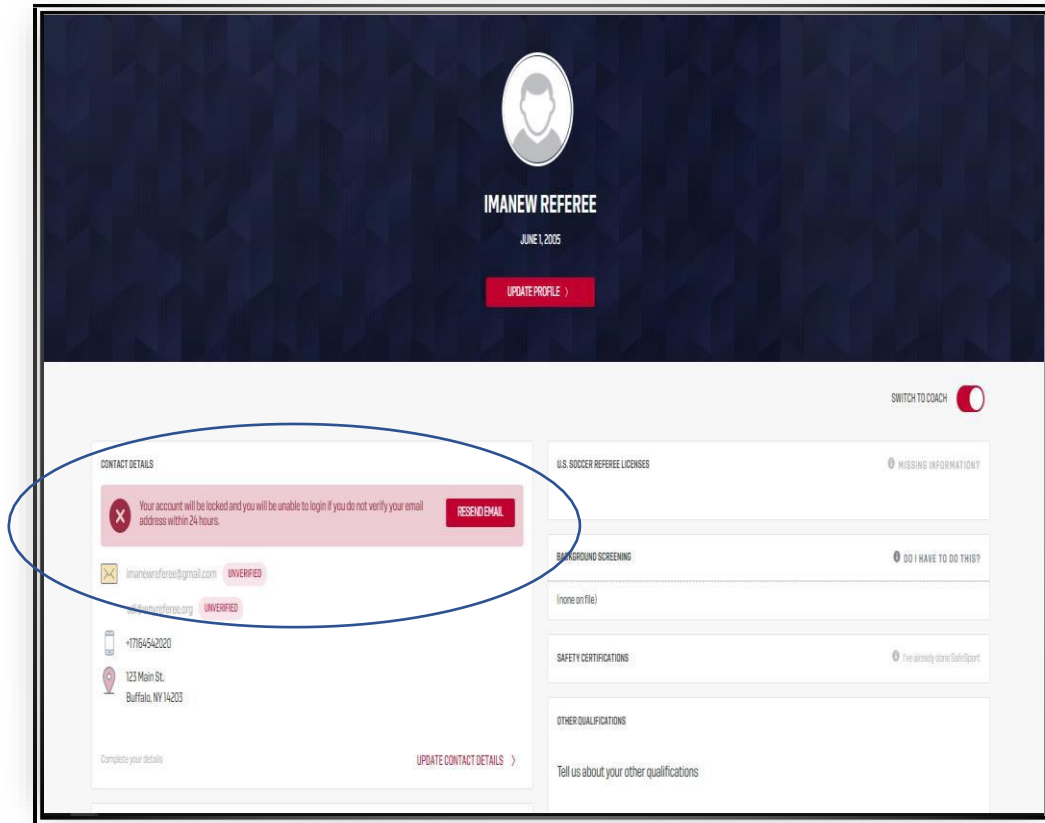 IMANEW REFEREE
JUNE 1, 2005
UPDATE PROFILE >
SWITCH TO COACH
CONTACT DETAILS
Your account will be locked and you will be unable to login if you do not verify your email
address within 24 hours.
RESEND EMAIL
imanewreferee@gmail.com UNVERIFIED
UNVERIFIED
+17164542020
123 Main St.
Buffalo, NY 14203
Complete your details
UPDATE CONTACT DETAILS >
U.S. SOCCER REFEREE LICENSES
MISSING INFORMATION?
BACKGROUND SCREENING
DO I HAVE TO DO THIS?
(none on file)
SAFETY CERTIFICATIONS
I've already done SafeSport
OTHER QUALIFICATIONS
Tell us about your other qualifications